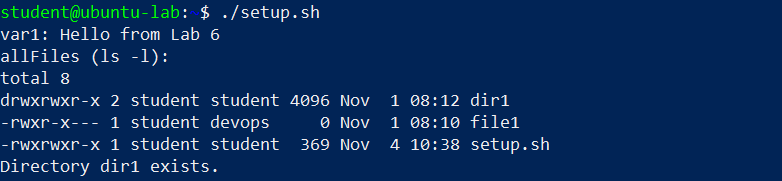 student@ubuntu-lab: $ ./setup.sh
var1: Hello from Lab 6
allFiles (ls -l):
total 8
drwxrwxr-x 2 student student 4096 Nov  1 08:12 dir1
-rwxr-x--- 1 student devops     0 Nov  1 08:10 file1
-rwxrwxr-x 1 student student  369 Nov  4 10:38 setup.sh
Directory dir1 exists.